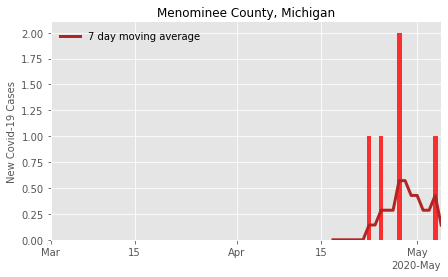 Menominee County, Michigan
7 day moving average
New Covid-19 Cases
2.00
1.75
1.50
1.25
1.00
0.75
0.50
0.25
0.00
Mar
15
Apr
15
May
2020-May